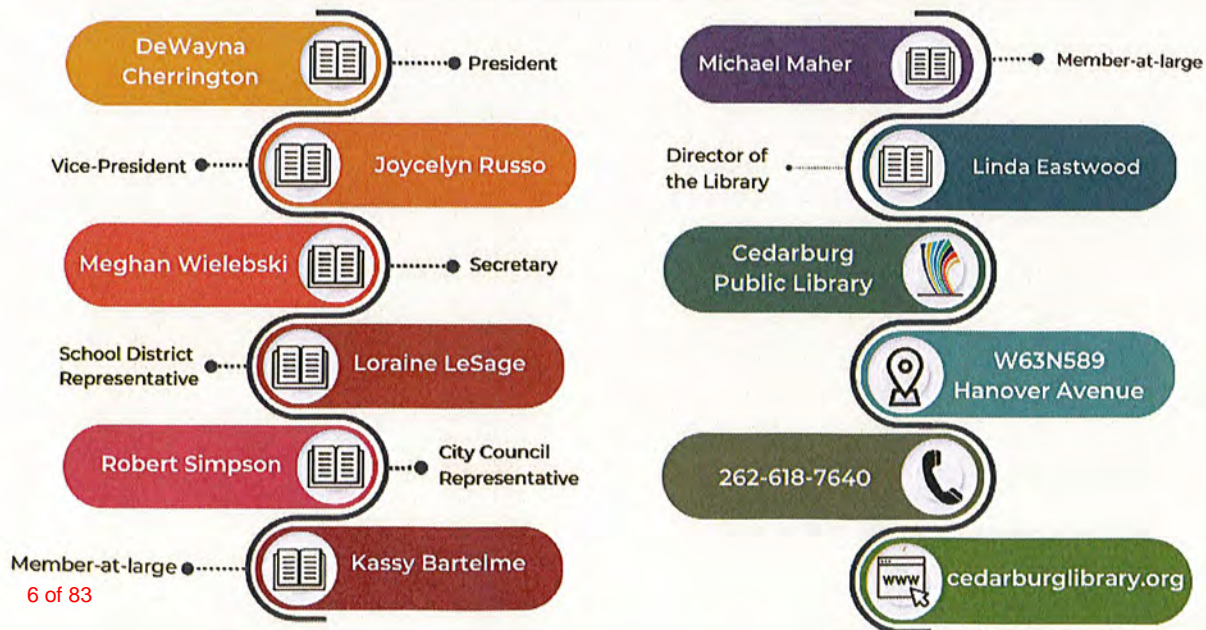 DeWayna
Cherrington
President
Vice-President
Joycelyn Russo
Meghan Wielebski
Secretary
School District
Representative
Loraine LeSage
Robert Simpson
City Council
Representative
Member-at-large
Kassy Bartelme
6 of 83
Michael Maher
Member-at-large
Director of
the Library
Linda Eastwood
Cedarburg
Public Library
W63N589
Hanover Avenue
262-618-7640
www
cedarburglibrary.org